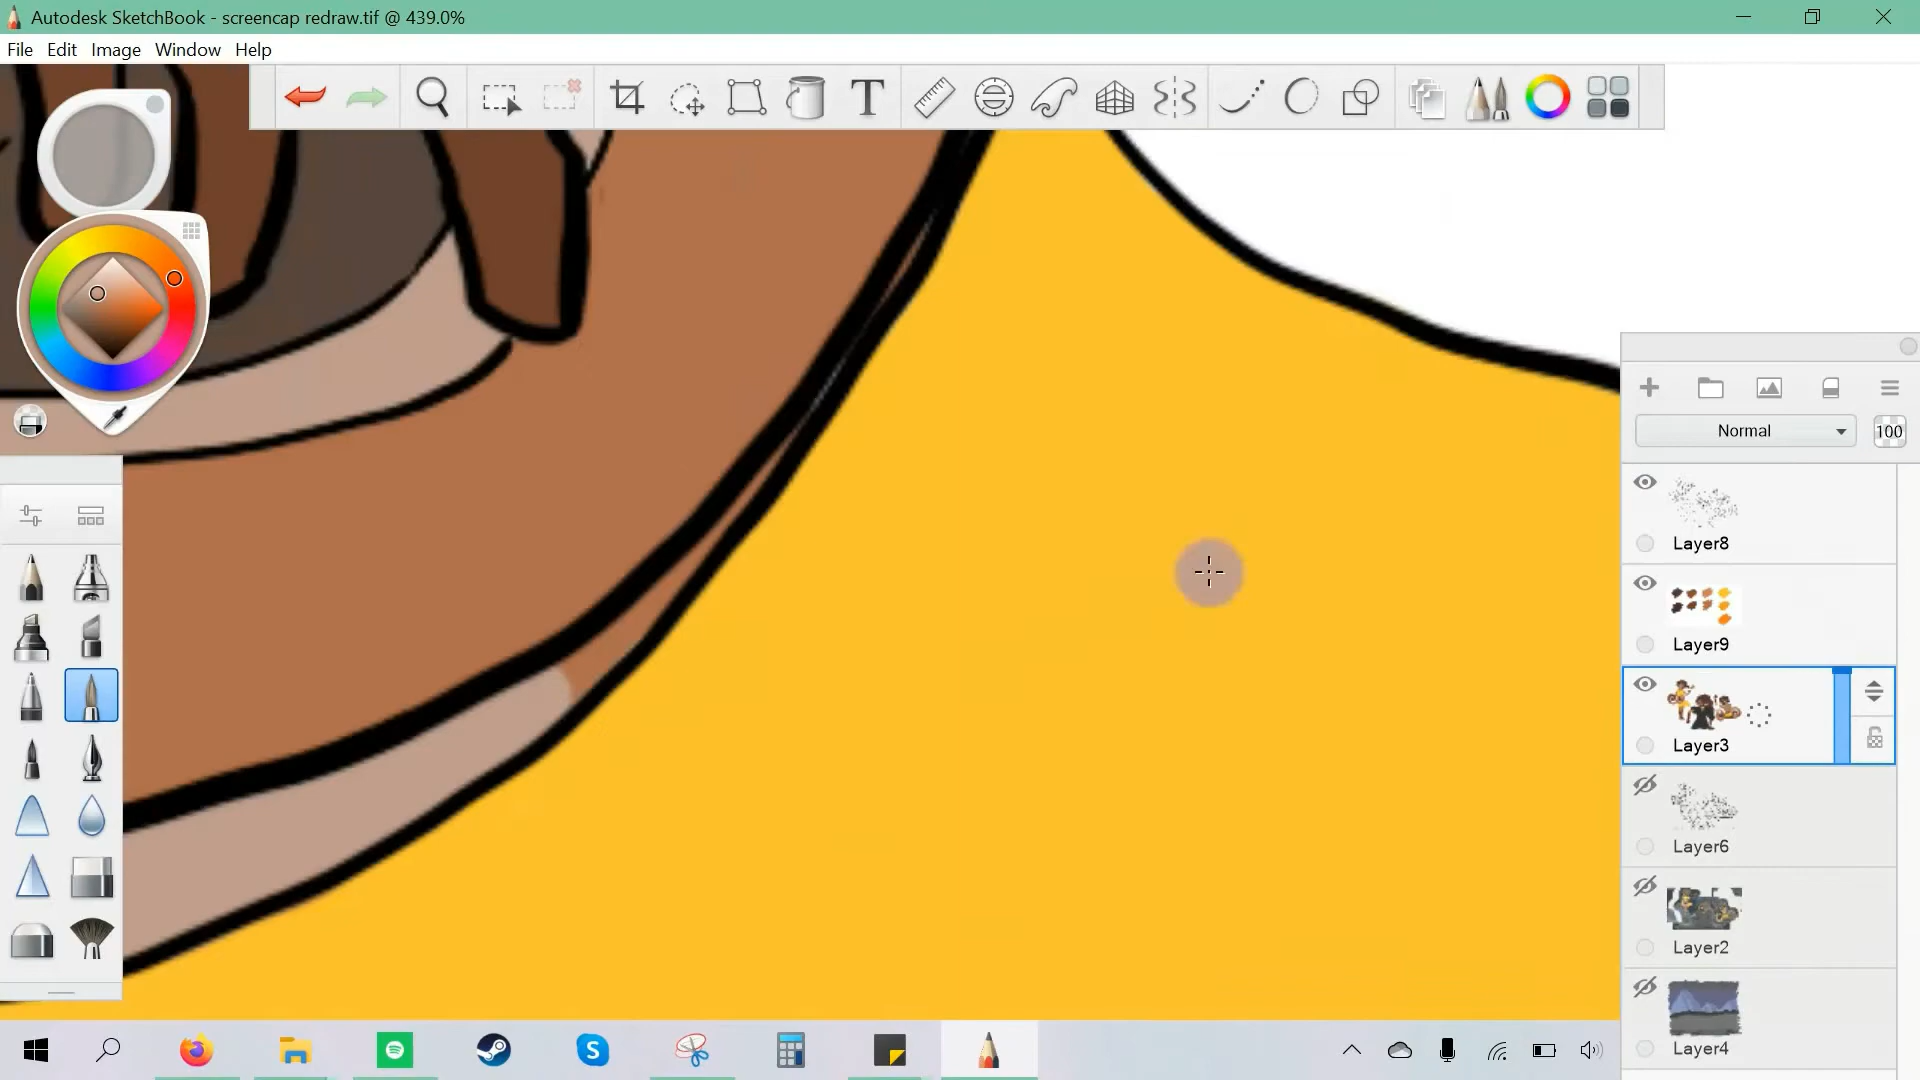 Autodesk SketchBook - screencap redraw.tif @ 439.0%
File Edit Image Window Help
T
Normal 100
Layer8
Layer9
Layer3
Layer6
Layer2
Layer4